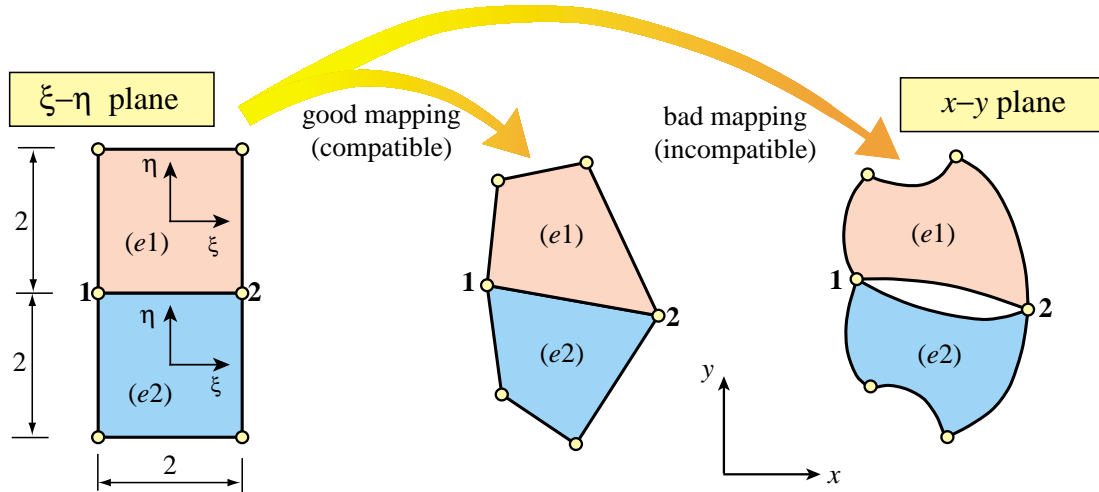 ξ–η plane
good mapping
(compatible)
bad mapping
(incompatible)
x–y plane
η
2
(e1)
ξ
1
2
η
2
(e2)
ξ
2
(e1)
1
2
(e2)
(e1)
1
2
(e2)
y
x